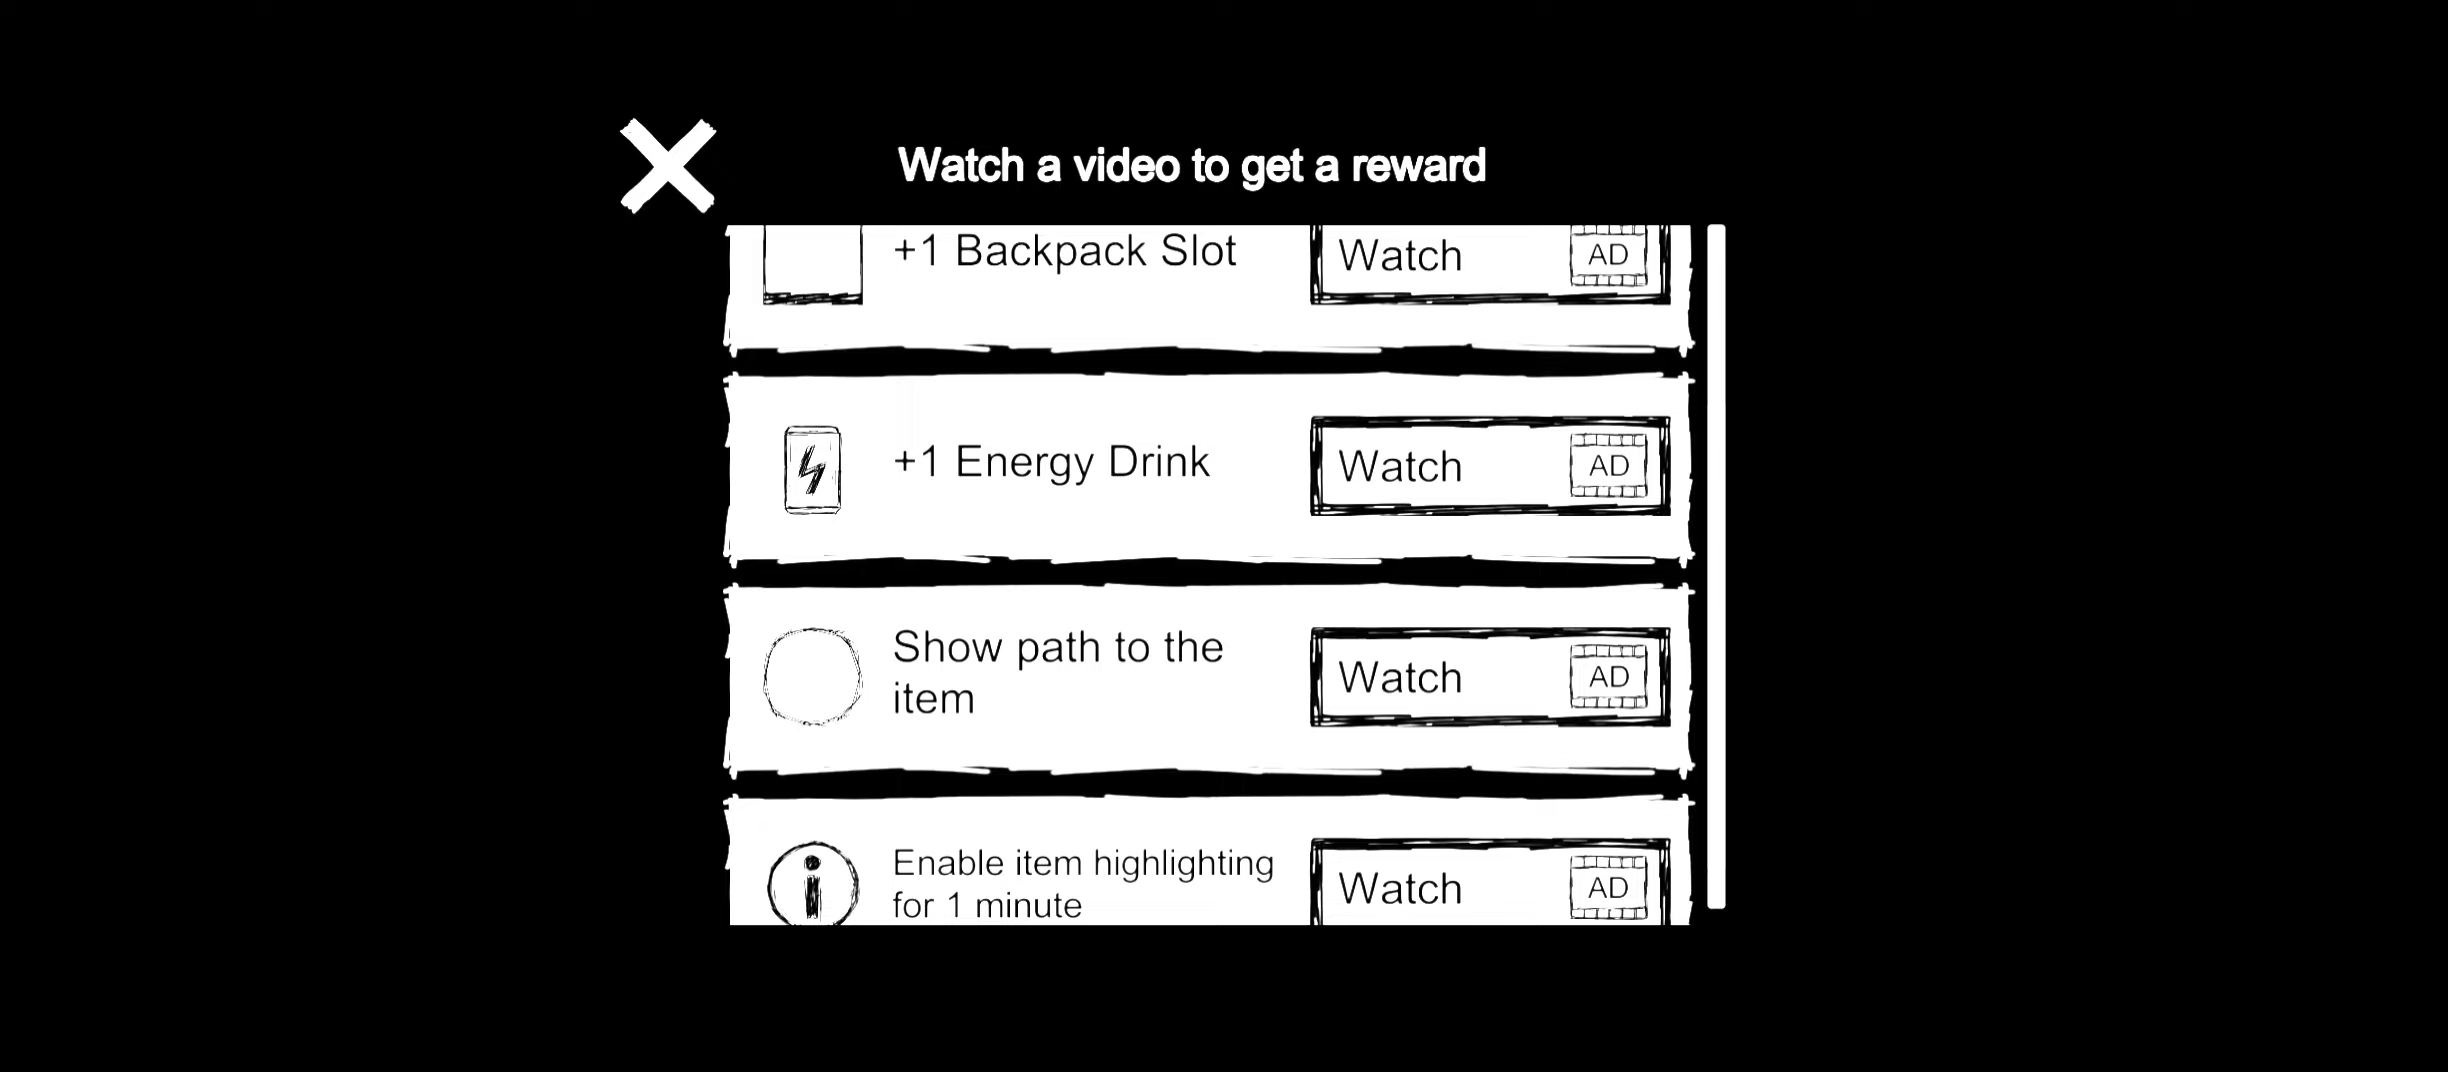 Watch a video to get a reward
+1 Backpack Slot
Watch
AD
+1 Energy Drink
Watch
AD
Show path to the
item
Watch
AD
Enable item highlighting
for 1 minute
Watch
AD